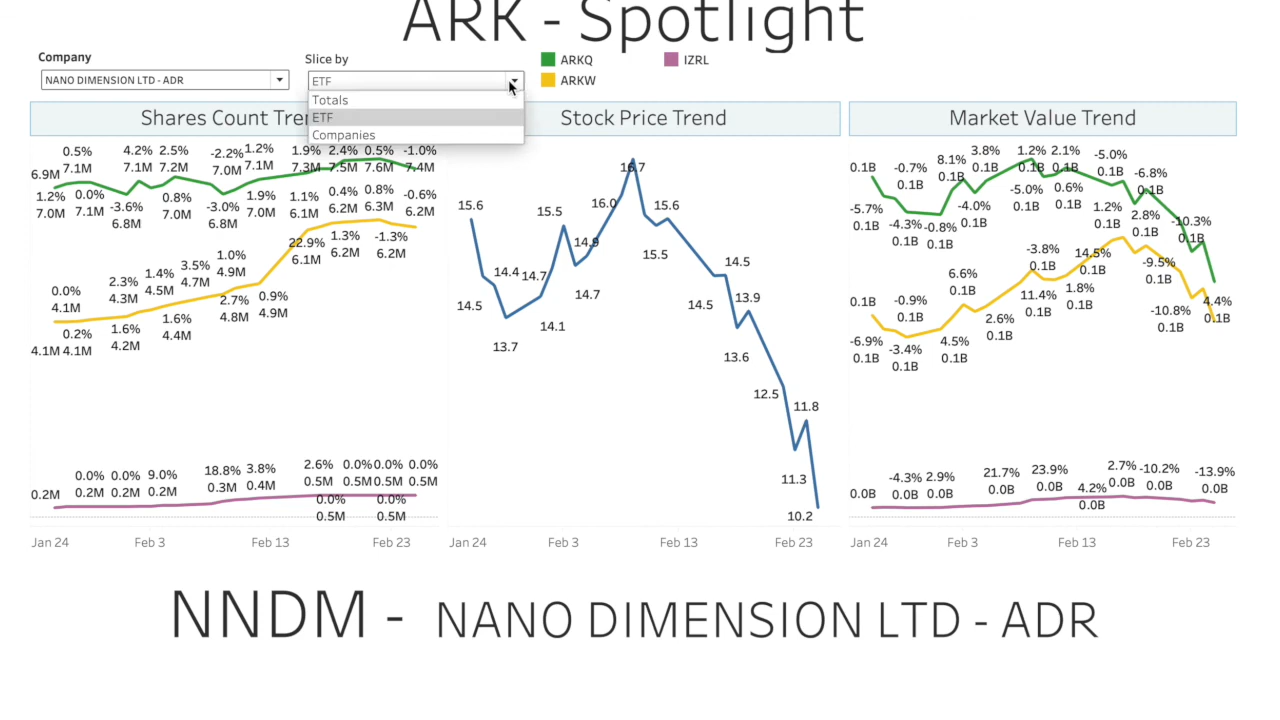 ARK - Spotlight
Company
NANO DIMENSION LTD - ADR
Slice by
ETF
Totals
ETF
Companies
ARKQ
ARKW
IZRL
Shares Count Tre
Stock Price Trend
Market Value Trend
6.9M
0.5%
7.1M
4.2%
7.1M
2.5%
7.2M
-2.2%
7.0M
1.2%
7.1M
1.9%
7.3M
2.4%
7.5M
0.5%
7.6M
-1.0%
7.4M
1.2%
7.0M
0.0%
7.1M
-3.6%
6.8M
0.8%
7.0M
-3.0%
6.8M
1.9%
7.0M
1.1%
6.1M
0.4%
6.2M
0.8%
6.3M
-0.6%
6.2M
0.0%
4.1M
2.3%
4.3M
1.4%
4.5M
3.5%
4.7M
1.0%
4.9M
22.9%
6.1M
1.3%
6.2M
-1.3%
6.2M
4.1M
0.2%
4.1M
1.6%
4.2M
1.6%
4.4M
2.7%
4.8M
0.9%
4.9M
0.2M
0.0%
0.2M
0.0%
0.2M
9.0%
0.2M
18.8%
0.3M
3.8%
0.4M
2.6%
0.5M
0.0%
0.5M
0.0%
0.5M
0.0%
0.5M
0.0%
0.5M
0.0%
0.5M
Jan 24
Feb 3
Feb 13
Feb 23
15.6
14.5
14.4
13.7
14.7
14.1
15.5
14.7
14.9
16.0
16.7
15.5
15.6
14.5
14.5
13.6
13.9
12.5
11.3
11.8
10.2
Jan 24
Feb 3
Feb 13
Feb 23
0.1B
-0.7%
0.1B
8.1%
0.1B
3.8%
0.1B
1.2%
0.1B
2.1%
0.1B
-5.0%
0.1B
-6.8%
0.1B
-5.7%
0.1B
-4.3%
0.1B
-0.8%
0.1B
-4.0%
0.1B
-5.0%
0.1B
0.6%
0.1B
1.2%
0.1B
2.8%
0.1B
-10.3%
0.1B
0.1B
-0.9%
0.1B
6.6%
0.1B
-3.8%
0.1B
14.5%
0.1B
-9.5%
0.1B
4.4%
0.1B
-6.9%
0.1B
-3.4%
0.1B
4.5%
0.1B
2.6%
0.1B
11.4%
0.1B
1.8%
0.1B
-10.8%
0.1B
0.0B
-4.3%
0.0B
2.9%
0.0B
21.7%
0.0B
23.9%
0.0B
4.2%
0.0B
2.7%
0.0B
-10.2%
0.0B
-13.9%
0.0B
Jan 24
Feb 3
Feb 13
Feb 23
NNDM - NANO DIMENSION LTD - ADR